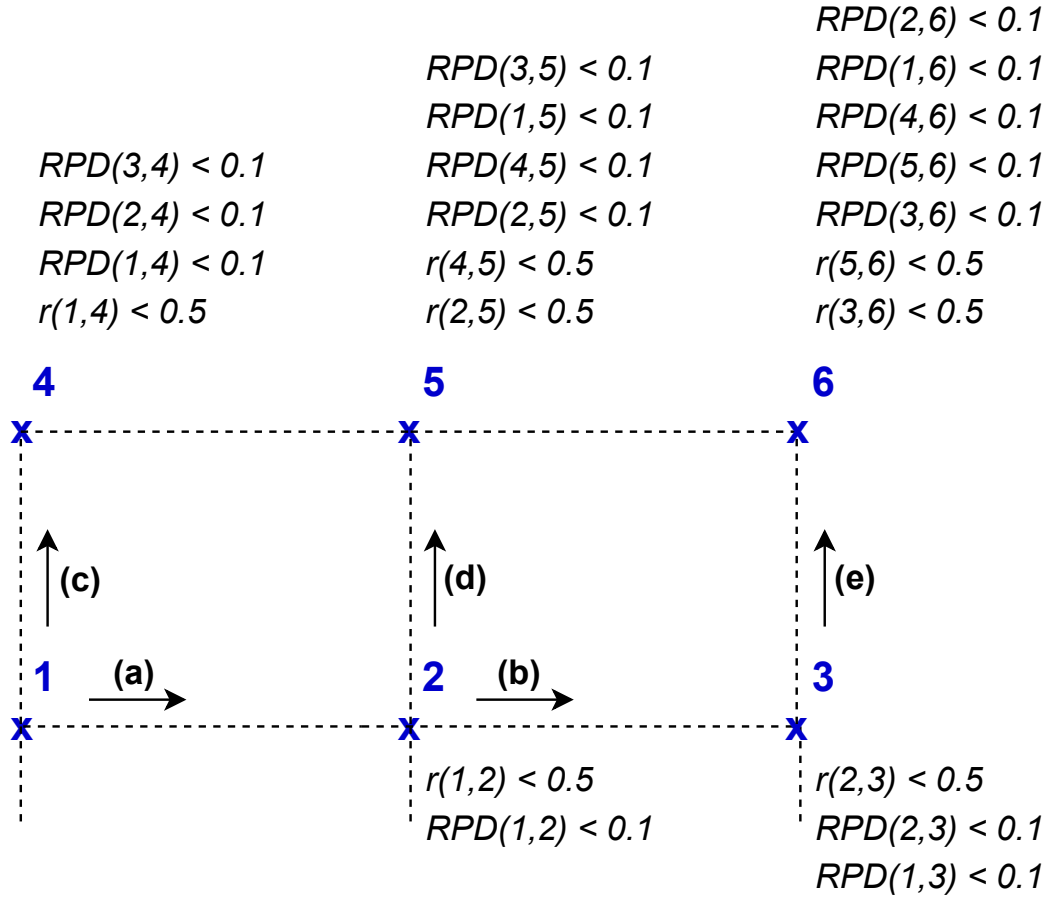 RPD(3,4) < 0.1
RPD(2,4) < 0.1
RPD(1,4) < 0.1
r(1,4) < 0.5
RPD(3,5) < 0.1
RPD(1,5) < 0.1
RPD(4,5) < 0.1
RPD(2,5) < 0.1
r(4,5) < 0.5
r(2,5) < 0.5
RPD(2,6) < 0.1
RPD(1,6) < 0.1
RPD(4,6) < 0.1
RPD(5,6) < 0.1
RPD(3,6) < 0.1
r(5,6) < 0.5
r(3,6) < 0.5
4
5
6
x
x
x
(c)
(d)
(e)
1
(a)
2
(b)
3
x
x
x
r(1,2) < 0.5
RPD(1,2) < 0.1
r(2,3) < 0.5
RPD(2,3) < 0.1
RPD(1,3) < 0.1